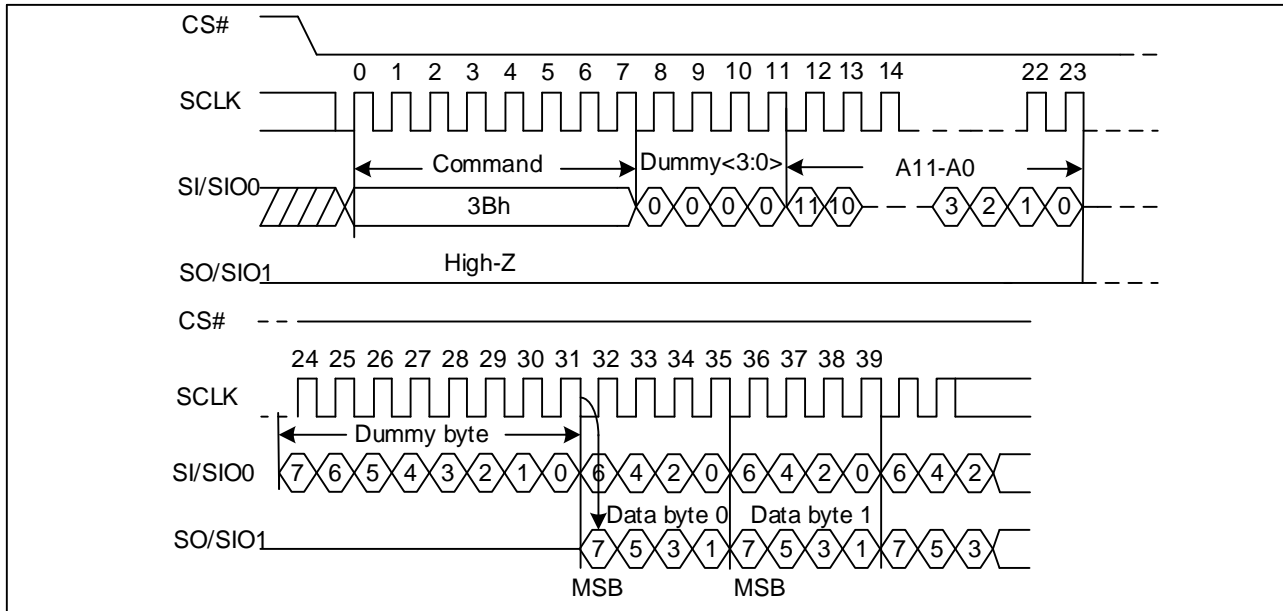 CS#
0 1 2 3 4 5 6 7 8 9 10 11 12 13 14 22 23
SCLK
Command Dummy<3:0> A11-A0
SI/SIO0 3Bh 0 0 0 0 11 10 3 2 1 0
High-Z
SO/SIO1
CS#
24 25 26 27 28 29 30 31 32 33 34 35 36 37 38 39
SCLK
Dummy byte
SI/SIO0 7 6 5 4 3 2 1 0 6 4 2 0 6 4 2 0 6 4 2
Data byte 0 Data byte 1
SO/SIO1 7 5 3 1 7 5 3 1 7 5 3
MSB MSB